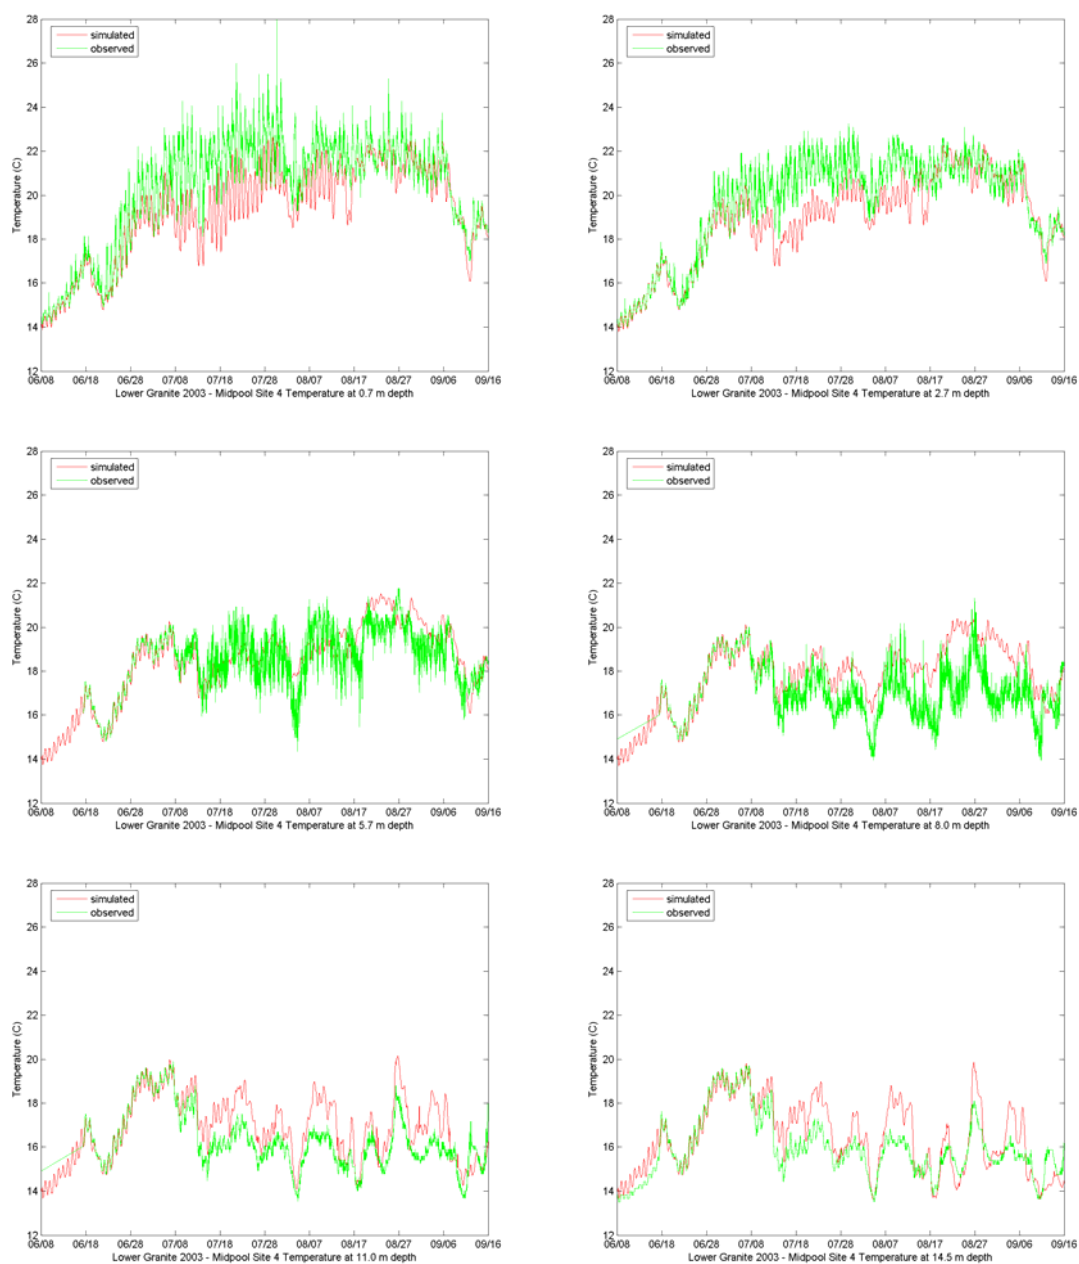 28
26
24
22
20
18
16
14
12
Temperature (C)
simulated
observed
06/08 06/18 06/28 07/08 07/18 07/28 08/07 08/17 08/27 09/06 09/16
Lower Granite 2003 - Midpool Site 4 Temperature at 0.7 m depth
28
26
24
22
20
18
16
14
12
Temperature (C)
simulated
observed
06/08 06/18 06/28 07/08 07/18 07/28 08/07 08/17 08/27 09/06 09/16
Lower Granite 2003 - Midpool Site 4 Temperature at 2.7 m depth
28
26
24
22
20
18
16
14
12
Temperature (C)
simulated
observed
06/08 06/18 06/28 07/08 07/18 07/28 08/07 08/17 08/27 09/06 09/16
Lower Granite 2003 - Midpool Site 4 Temperature at 5.7 m depth
28
26
24
22
20
18
16
14
12
Temperature (C)
simulated
observed
06/08 06/18 06/28 07/08 07/18 07/28 08/07 08/17 08/27 09/06 09/16
Lower Granite 2003 - Midpool Site 4 Temperature at 8.0 m depth
28
26
24
22
20
18
16
14
12
Temperature (C)
simulated
observed
06/08 06/18 06/28 07/08 07/18 07/28 08/07 08/17 08/27 09/06 09/16
Lower Granite 2003 - Midpool Site 4 Temperature at 11.0 m depth
28
26
24
22
20
18
16
14
12
Temperature (C)
simulated
observed
06/08 06/18 06/28 07/08 07/18 07/28 08/07 08/17 08/27 09/06 09/16
Lower Granite 2003 - Midpool Site 4 Temperature at 14.5 m depth